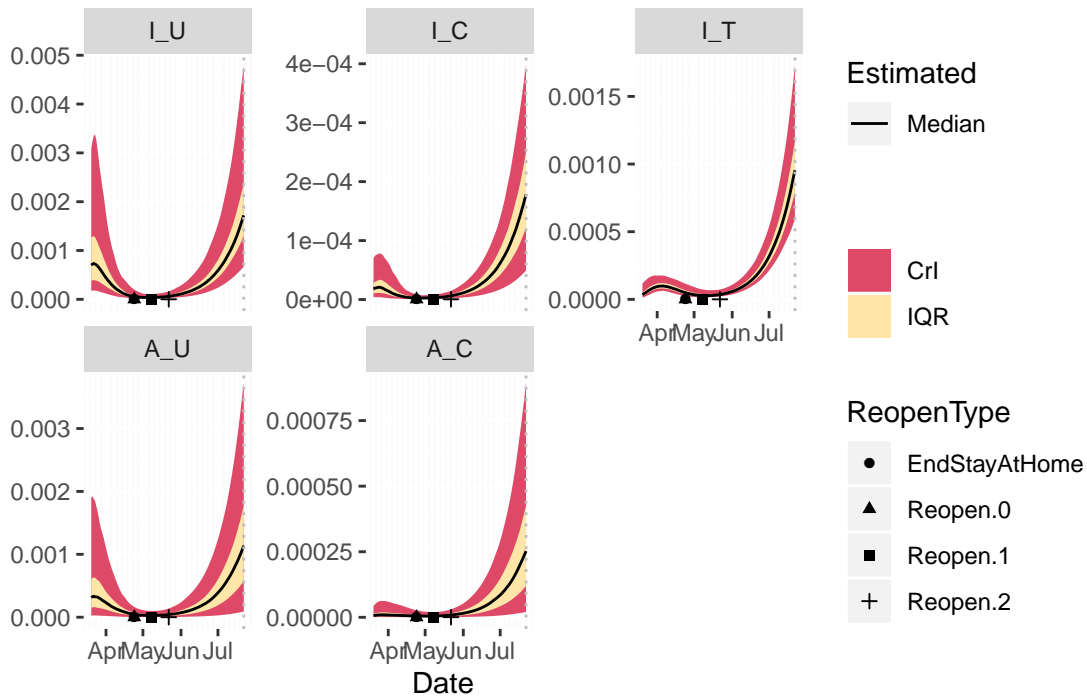 I_U
0.005
0.004
0.003
0.002
0.001
0.000
I_C
4e−04
3e−04
2e−04
1e−04
0e+00
I_T
0.0015
0.0010
0.0005
0.0000
Apr May Jun Jul
A_U
0.003
0.002
0.001
0.000
Apr May Jun Jul
A_C
0.00075
0.00050
0.00025
0.00000
Apr May Jun Jul
Date
Estimated
Median
CrI
IQR
ReopenType
EndStayAtHome
Reopen.0
Reopen.1
Reopen.2